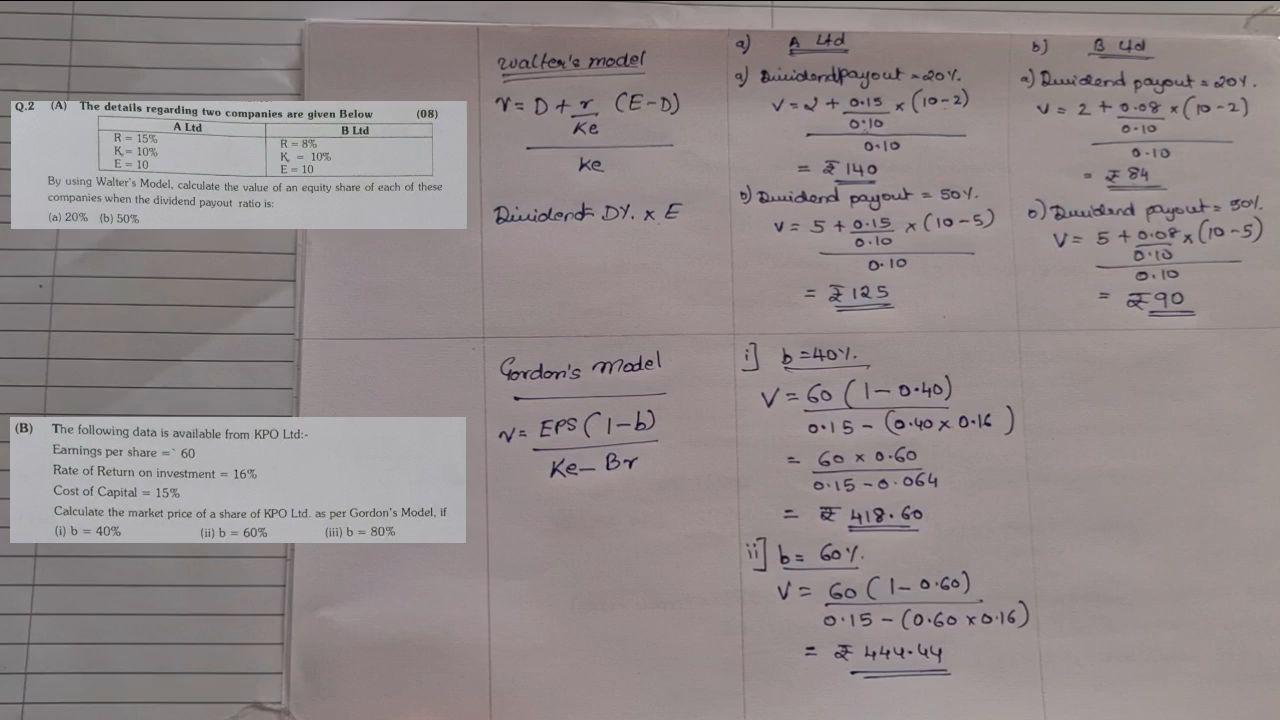 Q.2 (A) The details regarding two companies are given Below (08)
A Ltd B Ltd
R = 15% R = 8%
K = 10% K = 10%
E = 10 E = 10
By using Walter's Model, calculate the value of an equity share of each of these
companies when the dividend payout ratio is:
(a) 20% (b) 50%
Walter's model
V = D + r/Ke (E-D)
Ke
Dividend = D% × E
a) A Ltd
a) Dividend payout = 20%.
V = 2 + 0.15/0.10 × (10-2)
0.10
= ₹ 140
b) Dividend payout = 50%.
V = 5 + 0.15/0.10 × (10-5)
0.10
= ₹ 125
b) B Ltd
a) Dividend payout = 20%.
V = 2 + 0.08/0.10 × (10-2)
0.10
= ₹ 84
b) Dividend payout = 50%.
V = 5 + 0.08/0.10 × (10-5)
0.10
= ₹ 90
(B) The following data is available from KPO Ltd:-
Earnings per share = ` 60
Rate of Return on investment = 16%
Cost of Capital = 15%
Calculate the market price of a share of KPO Ltd. as per Gordon's Model, if
(i) b = 40% (ii) b = 60% (iii) b = 80%
Gordon's Model
V = EPS (1-b)
Ke - Br
i] b = 40%.
V = 60 (1-0.40)
0.15 - (0.40 × 0.16)
= 60 × 0.60
0.15 - 0.064
= ₹ 418.60
ii] b = 60%.
V = 60 (1-0.60)
0.15 - (0.60 × 0.16)
= ₹ 444.44